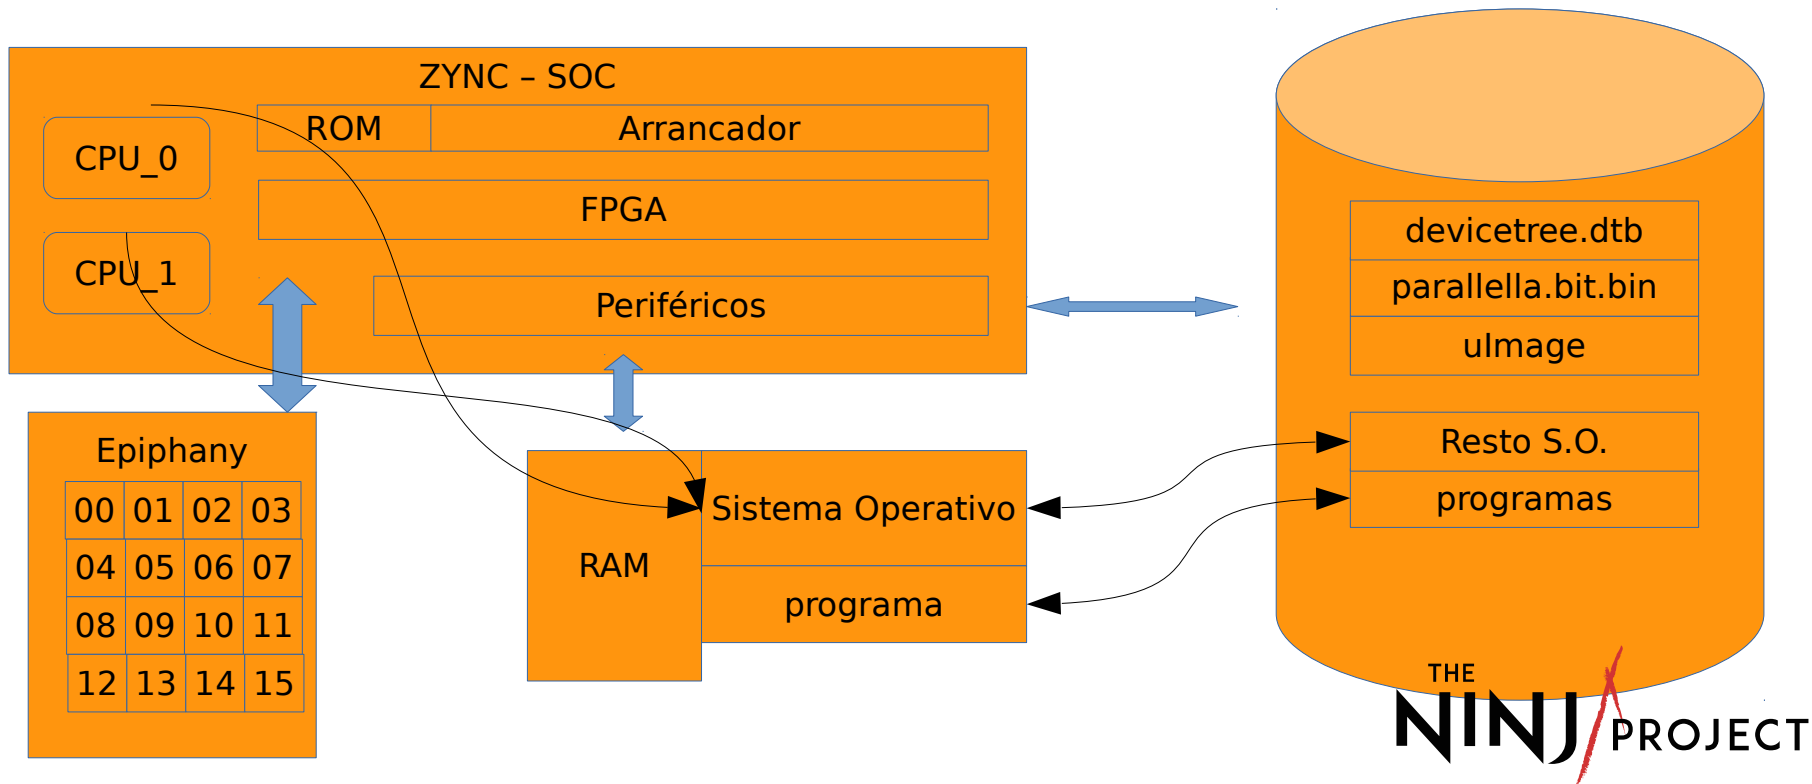 ZYNC – SOC
ROM
Arrancador
CPU_0
FPGA
CPU_1
Periféricos
Epiphany
00 01 02 03
04 05 06 07
08 09 10 11
12 13 14 15
RAM
Sistema Operativo
programa
devicetree.dtb
parallella.bit.bin
uImage
Resto S.O.
programas
THE
NINJA
PROJECT